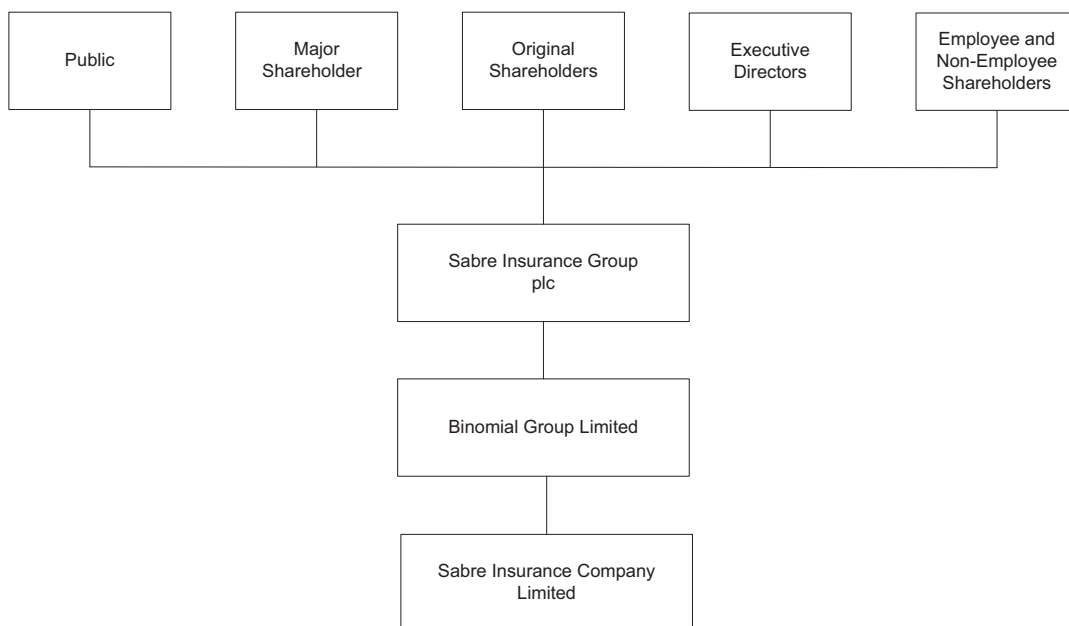 Public
Major
Shareholder
Original
Shareholders
Executive
Directors
Employee and
Non-Employee
Shareholders
Sabre Insurance Group
plc
Binomial Group Limited
Sabre Insurance Company
Limited